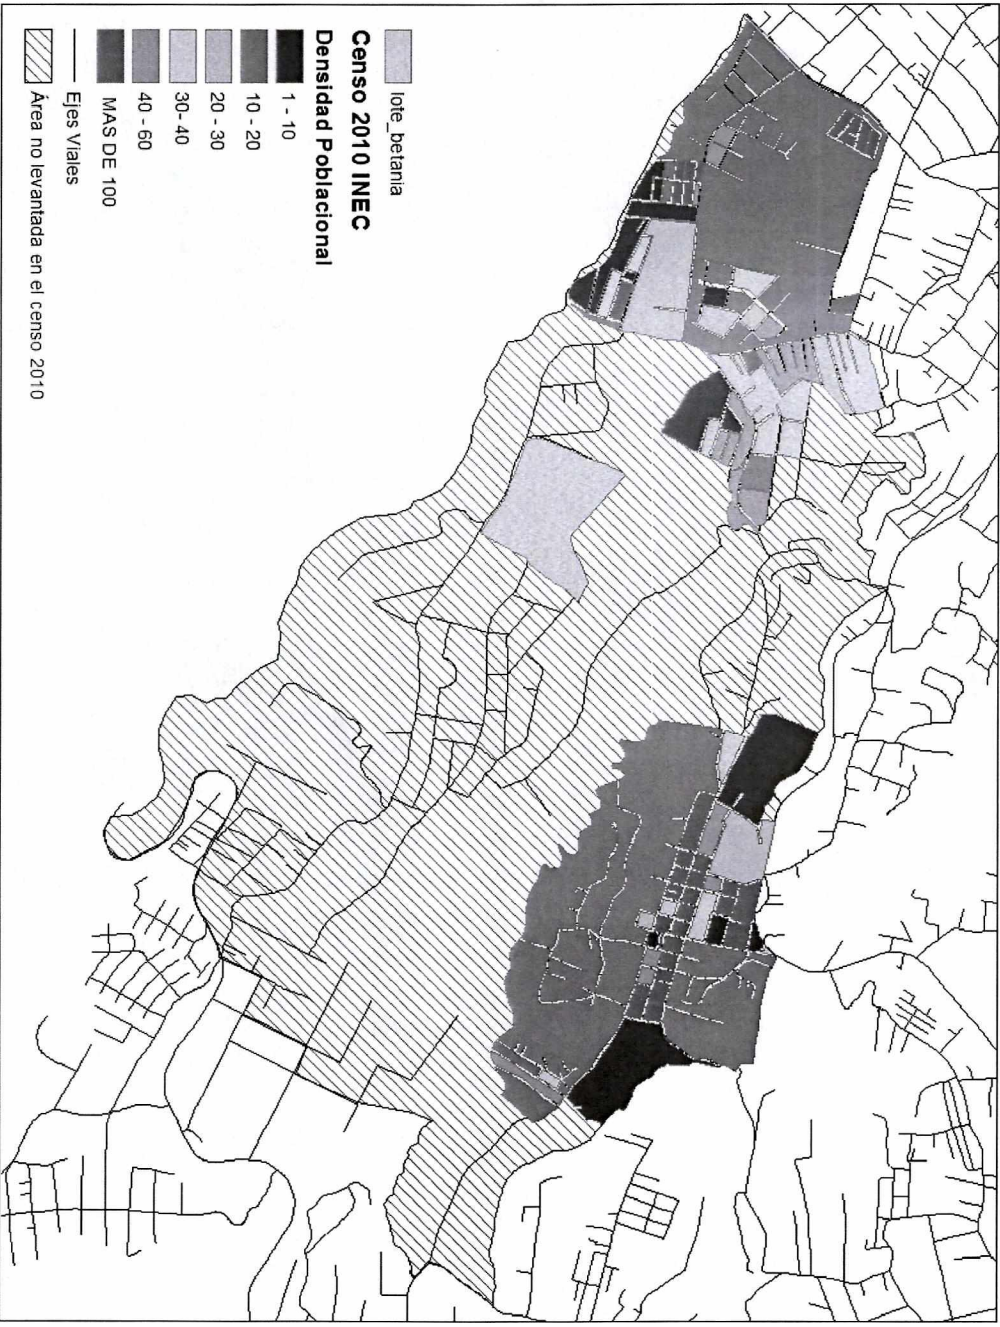 lote_betania
Censo 2010 INEC
Densidad Poblacional
1 - 10
10 - 20
20 - 30
30- 40
40 - 60
MAS DE 100
Ejes Viales
Área no levantada en el censo 2010